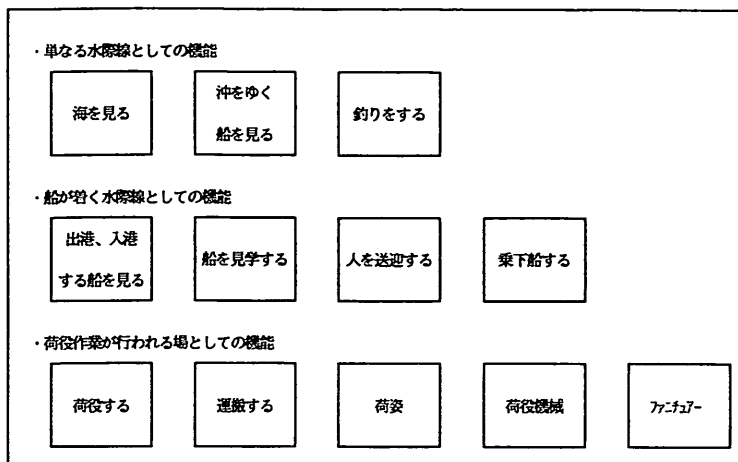 ・単なる水際線としての機能
海を見る
沖をゆく
船を見る
釣りをする
・船が着く水際線としての機能
出港、入港
する船を見る
船を見学する
人を送迎する
乗下船する
・荷役作業が行われる場としての機能
荷役する
運搬する
荷姿
荷役機械
ファニチュアー